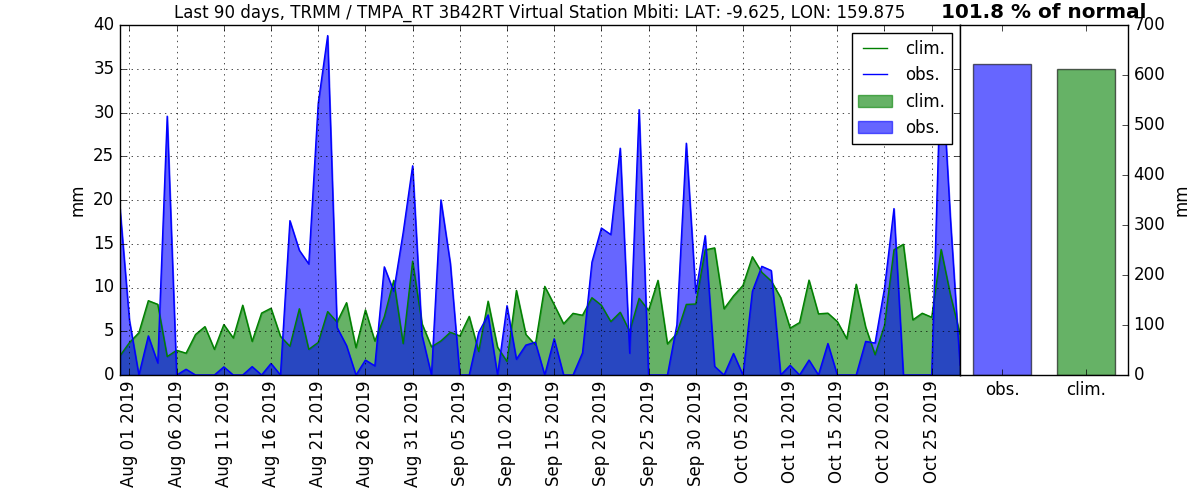 Last 90 days, TRMM / TMPA_RT 3B42RT Virtual Station Mbiti: LAT: -9.625, LON: 159.875
101.8 % of normal
40
35
30
25
20
15
10
5
0
mm
clim.
obs.
clim.
obs.
700
600
500
400
300
200
100
0
mm
Aug 01 2019
Aug 06 2019
Aug 11 2019
Aug 16 2019
Aug 21 2019
Aug 26 2019
Aug 31 2019
Sep 05 2019
Sep 10 2019
Sep 15 2019
Sep 20 2019
Sep 25 2019
Sep 30 2019
Oct 05 2019
Oct 10 2019
Oct 15 2019
Oct 20 2019
Oct 25 2019
obs.
clim.